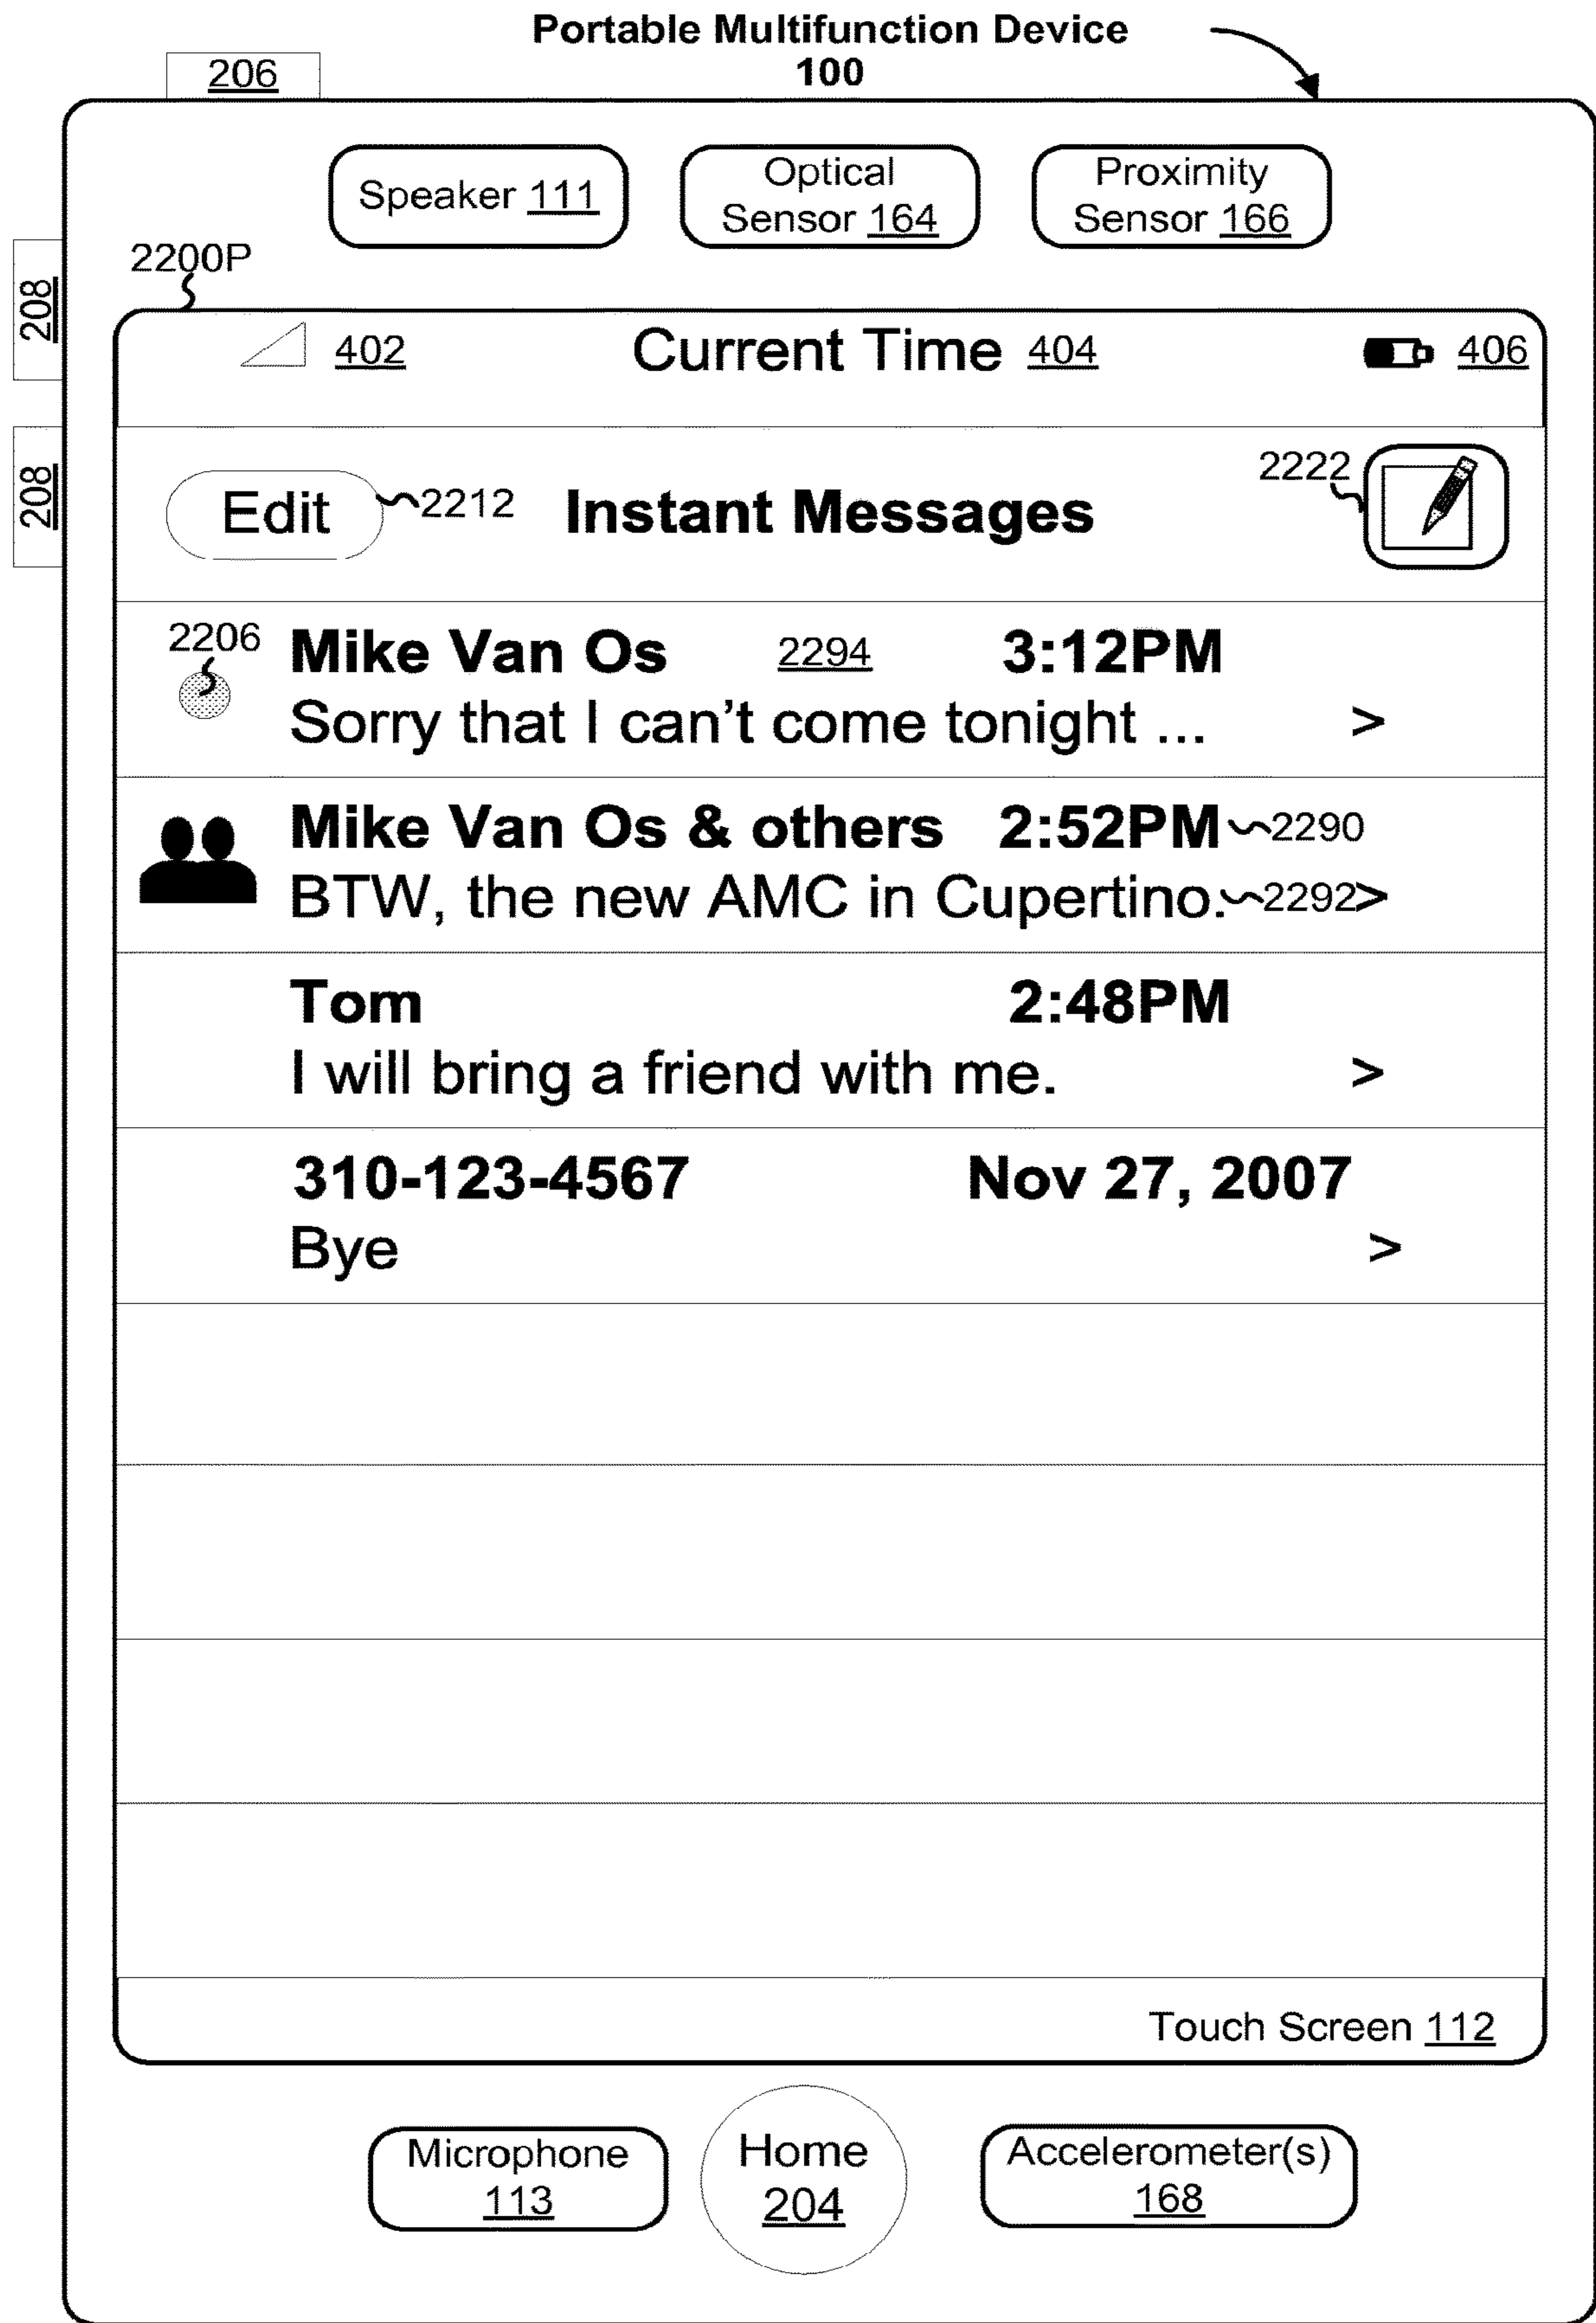 Portable Multifunction Device
100
206
Speaker 111
Optical
Sensor 164
Proximity
Sensor 166
2200P
208
402 Current Time 404 406
208
Edit 2212 Instant Messages 2222
2206 Mike Van Os 2294 3:12PM
Sorry that I can't come tonight ... >
Mike Van Os & others 2:52PM 2290
BTW, the new AMC in Cupertino. 2292 >
Tom 2:48PM
I will bring a friend with me. >
310-123-4567 Nov 27, 2007
Bye >
Touch Screen 112
Microphone
113
Home
204
Accelerometer(s)
168